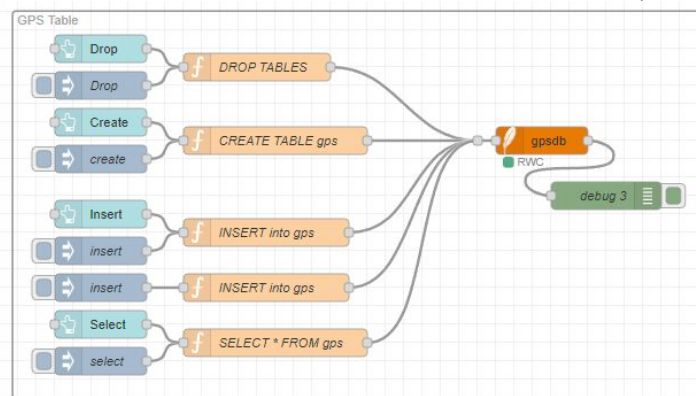 GPS Table
Drop
DROP TABLES
Drop
Create
CREATE TABLE gps
gpsdb
create
RWC
debug 3
Insert
INSERT into gps
insert
insert
INSERT into gps
Select
SELECT * FROM gps
select